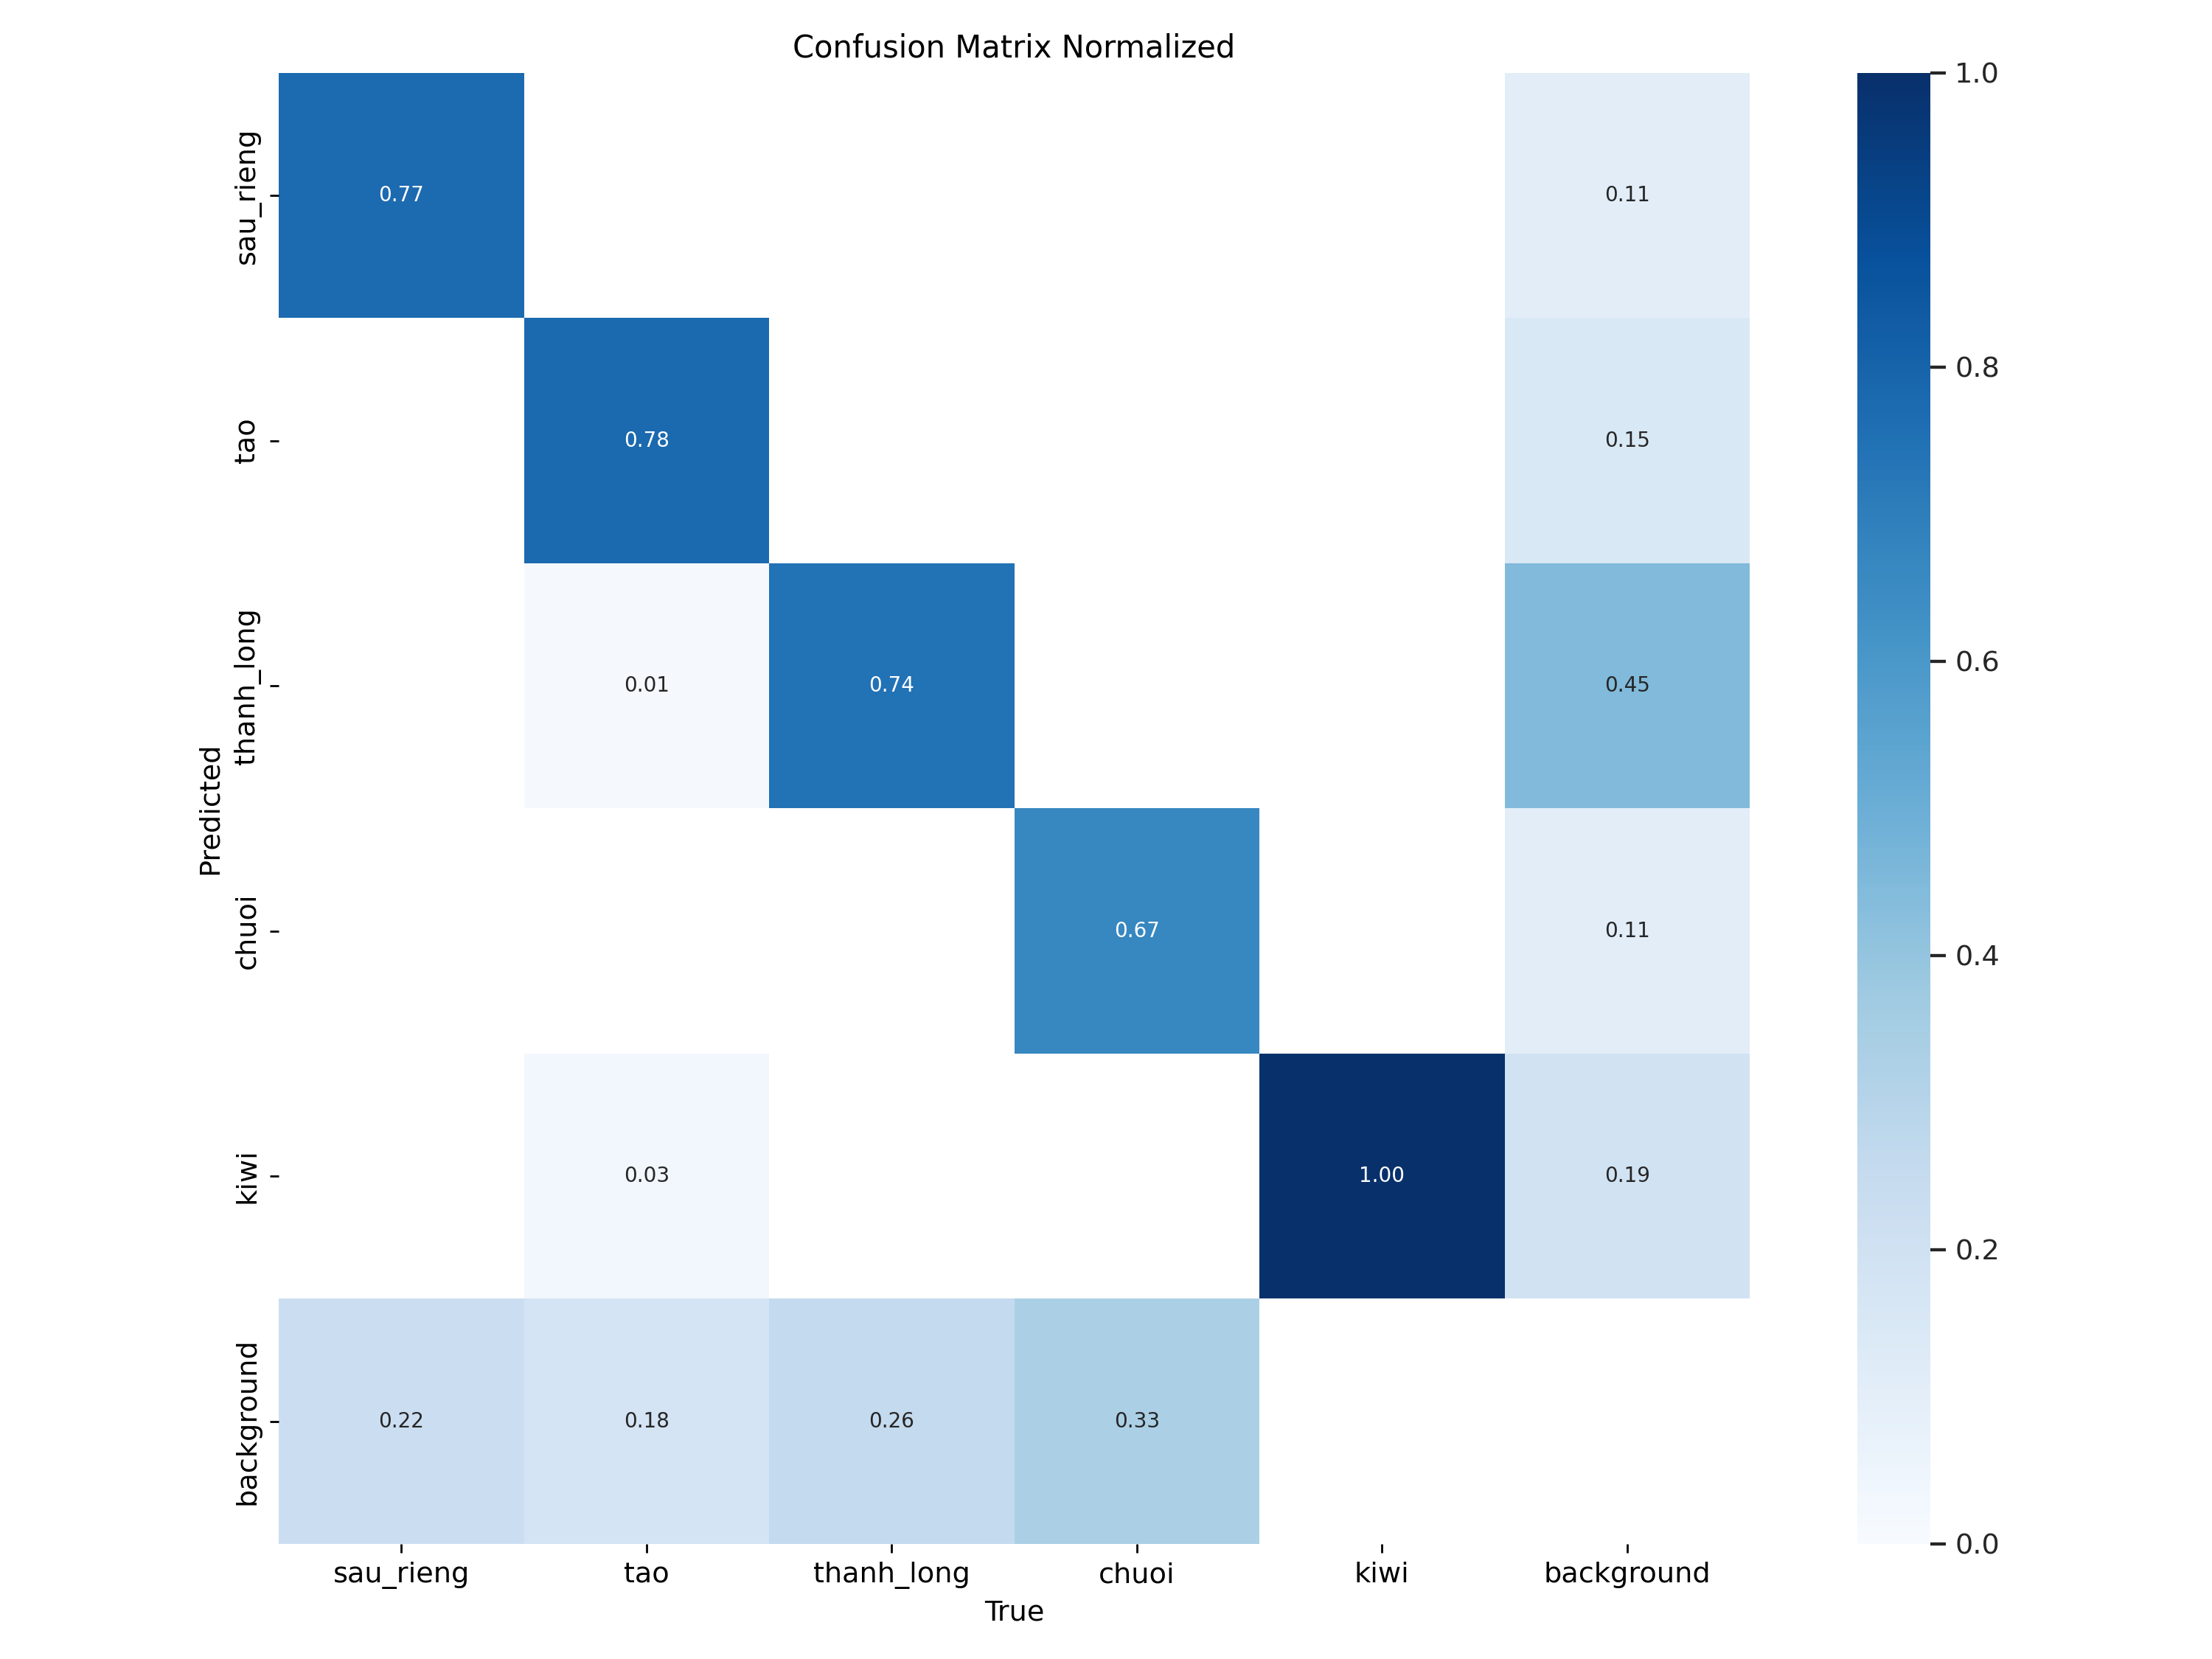 Confusion Matrix Normalized
sau_rieng
0.77
0.11
tao
0.78
0.15
thanh_long
0.01
0.74
0.45
chuoi
0.67
0.11
kiwi
0.03
1.00
0.19
background
0.22
0.18
0.26
0.33
Predicted
sau_rieng
tao
thanh_long
chuoi
kiwi
background
True
1.0
0.8
0.6
0.4
0.2
0.0